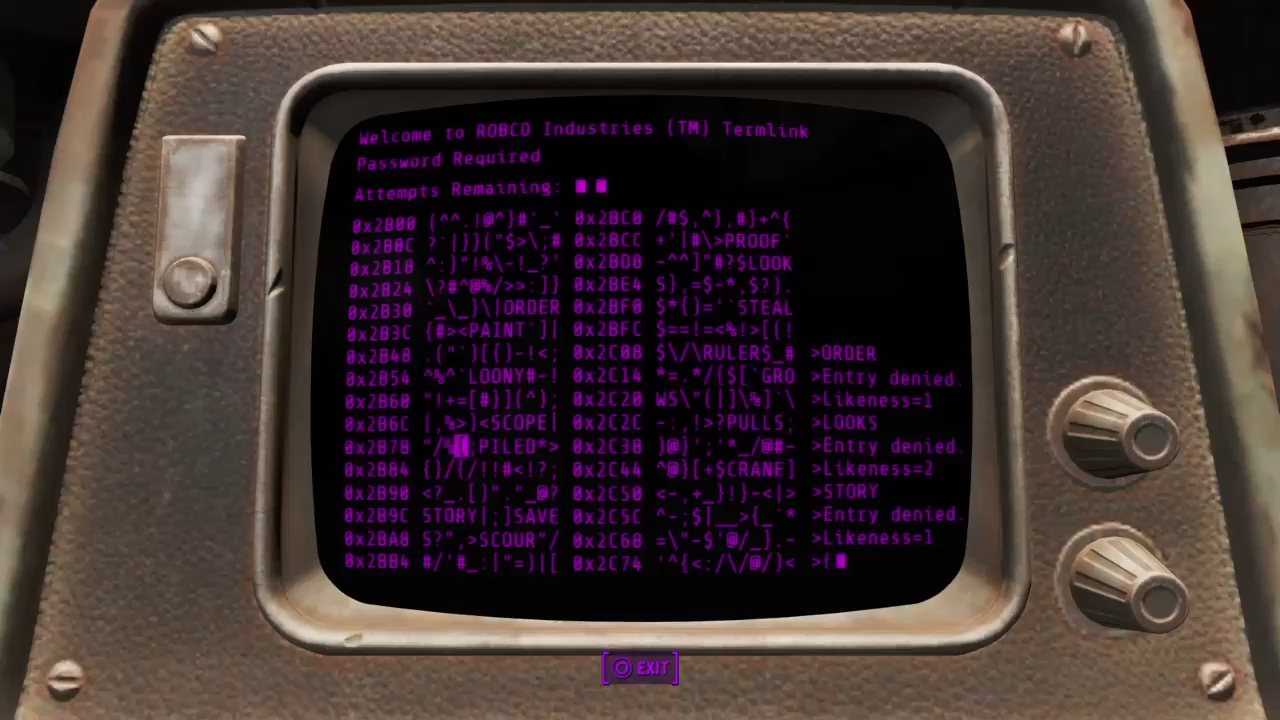 Welcome to ROBCO Industries (TM) Termlink
Password Required
Attempts Remaining: ■ ■
0x2B00 (^^.!@^}#'_' 0x2BC0 /#$,^},#)+^{
0x2B0C ?`|}}("$>\;# 0x2BCC +'|#\>PROOF`
0x2B18 ^:)"!%\-!_?' 0x2BD8 -^^]"#?$LOOK
0x2B24 \?#^@%/>>:]} 0x2BE4 S},=$-*,$?).
0x2B30 `_\_)\|ORDER 0x2BF0 $*{)=``STEAL
0x2B3C {#><PAINT`]| 0x2BFC $==!=<%!>[(!
0x2B48 .("`)[{)-!<; 0x2C08 $\/\RULER$_# >ORDER
0x2B54 ^%^`LOONY#-! 0x2C14 *=.*/{$[`GRO >Entry denied.
0x2B60 "!+=[#}](^); 0x2C20 WS\"(|]\%]`\ >Likeness=1
0x2B6C |,%>)<SCOPE| 0x2C2C -:,!>?PULLS; >LOOKS
0x2B78 "/%{;PILED*> 0x2C38 )@}';'*_/@#- >Entry denied.
0x2B84 {}/(/!!#<!?; 0x2C44 ^@}[+$CRANE] >Likeness=2
0x2B90 <?_.[)"."_@? 0x2C50 <-,+_}!}-<|> >STORY
0x2B9C STORY|;]SAVE 0x2C5C ^-;$|__>{_`* >Entry denied.
0x2BA8 S?",>SCOUR"/ 0x2C68 =\"-$'@/_}.- >Likeness=1
0x2BB4 #/'#_:|"=)|[ 0x2C74 '^{<:/\/@/)< >{■
EXIT